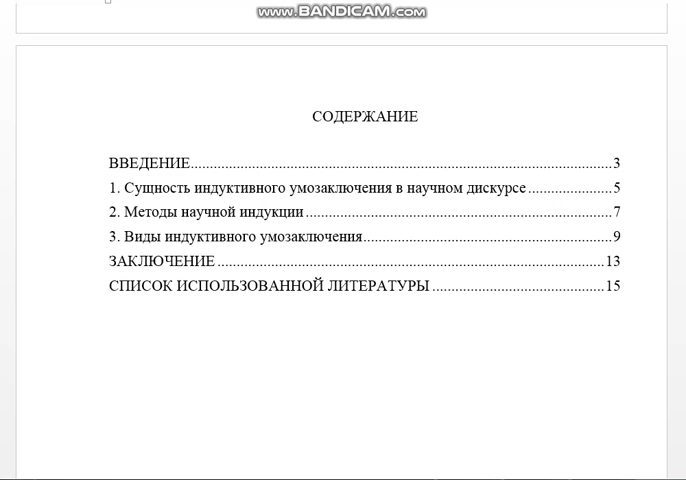 www.BANDICAM.com
СОДЕРЖАНИЕ
ВВЕДЕНИЕ..........................................................................................................3
1. Сущность индуктивного умозаключения в научном дискурсе.....................5
2. Методы научной индукции..............................................................................7
3. Виды индуктивного умозаключения...............................................................9
ЗАКЛЮЧЕНИЕ..................................................................................................13
СПИСОК ИСПОЛЬЗОВАННОЙ ЛИТЕРАТУРЫ............................................15